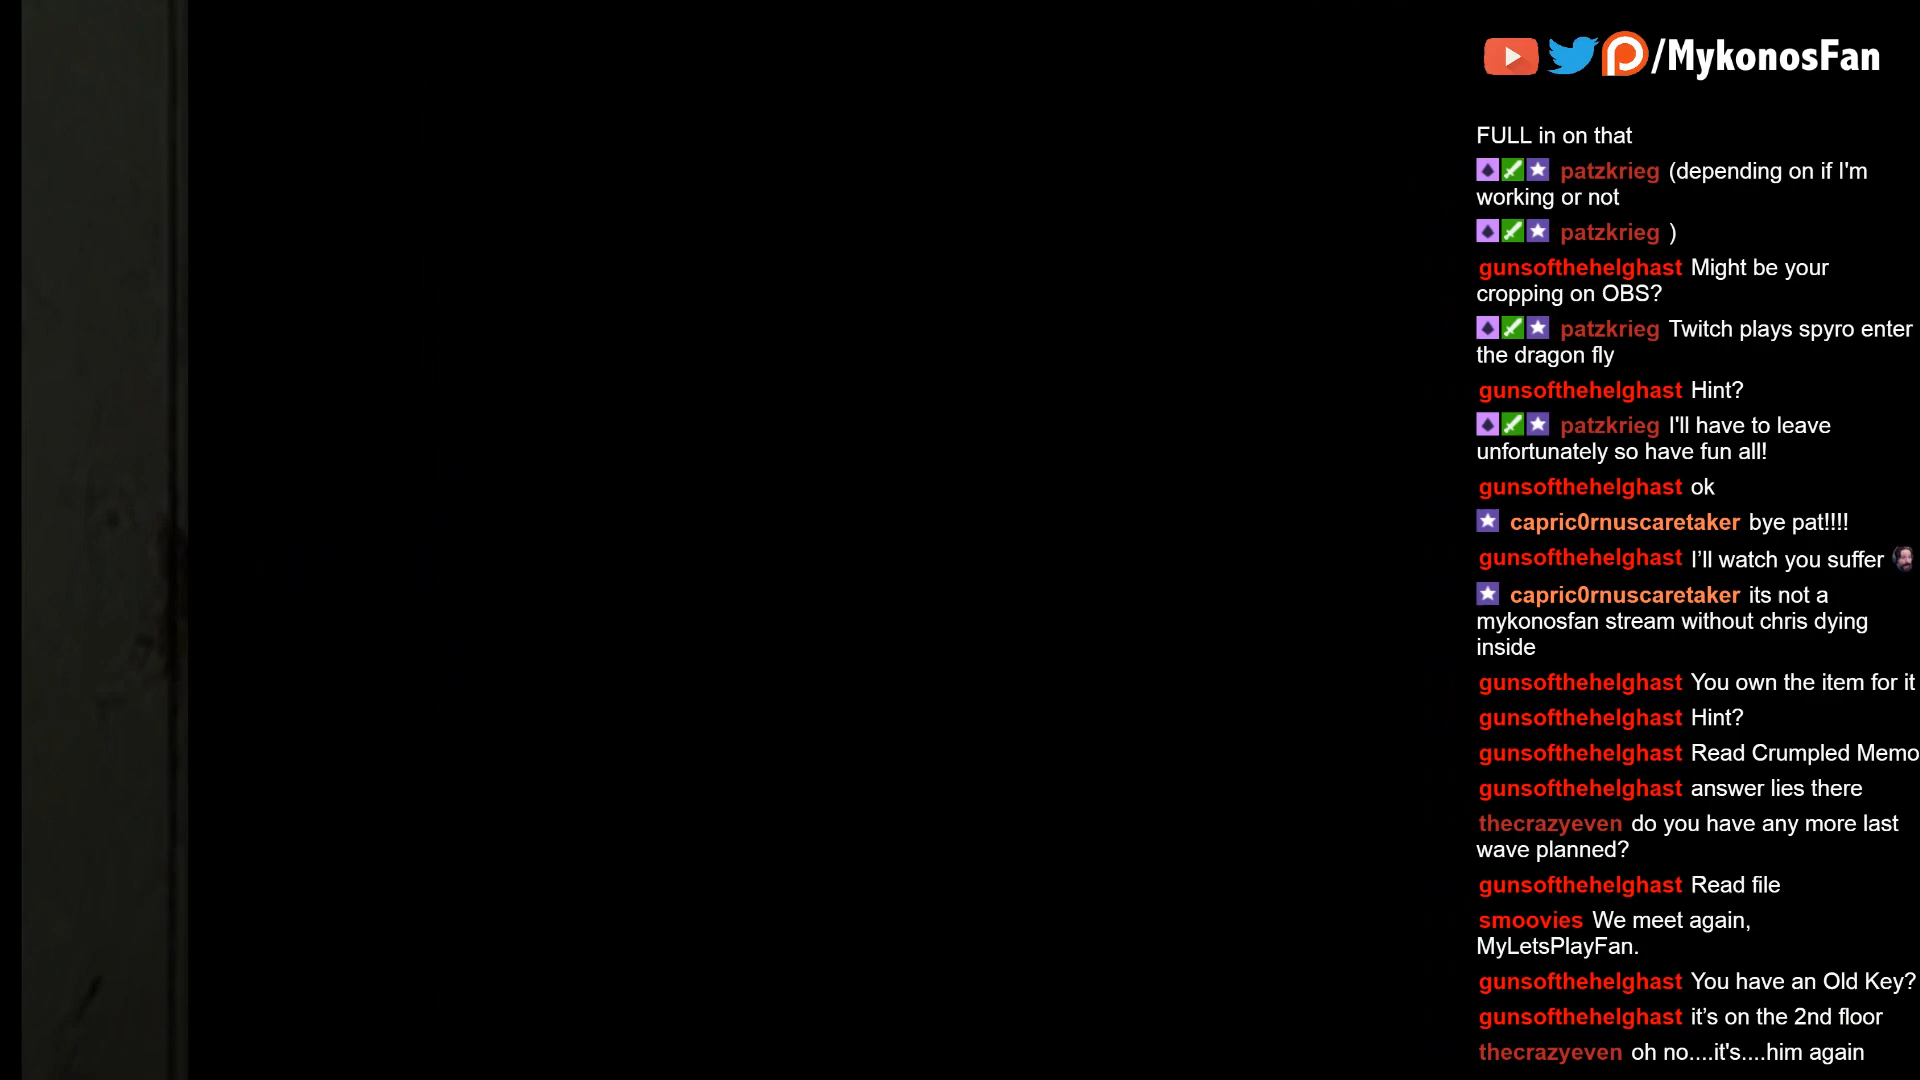 /MykonosFan
FULL in on that
patzkrieg (depending on if I'm
working or not
patzkrieg )
gunsofthehelghast Might be your
cropping on OBS?
patzkrieg Twitch plays spyro enter
the dragon fly
gunsofthehelghast Hint?
patzkrieg I'll have to leave
unfortunately so have fun all!
gunsofthehelghast ok
capric0rnuscaretaker bye pat!!!!
gunsofthehelghast I’ll watch you suffer
capric0rnuscaretaker its not a
mykonosfan stream without chris dying
inside
gunsofthehelghast You own the item for it
gunsofthehelghast Hint?
gunsofthehelghast Read Crumpled Memo
gunsofthehelghast answer lies there
thecrazyeven do you have any more last
wave planned?
gunsofthehelghast Read file
smoovies We meet again,
MyLetsPlayFan.
gunsofthehelghast You have an Old Key?
gunsofthehelghast it’s on the 2nd floor
thecrazyeven oh no....it's....him again